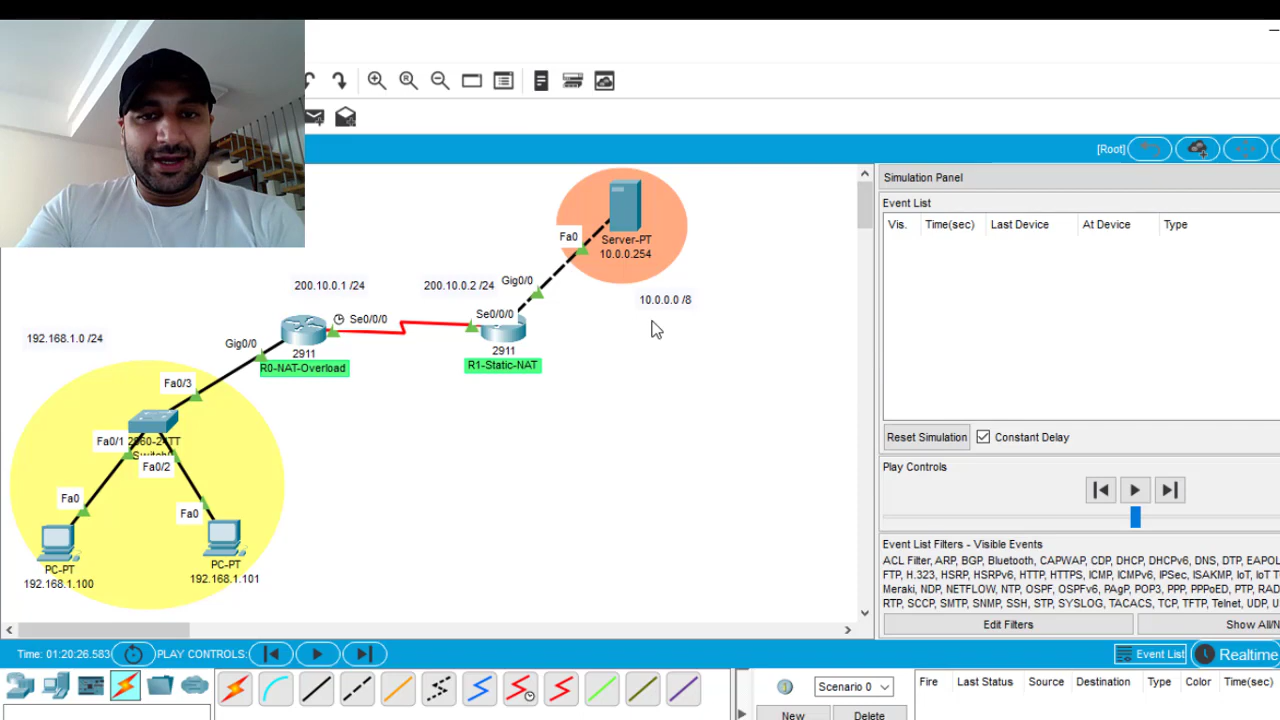 [Root]
Simulation Panel
Event List
Vis. Time(sec) Last Device At Device Type
Server-PT
10.0.0.254
Fa0
Gig0/0
10.0.0.0 /8
200.10.0.1 /24
200.10.0.2 /24
Se0/0/0
Se0/0/0
2911
R1-Static-NAT
2911
R0-NAT-Overload
Gig0/0
192.168.1.0 /24
Fa0/3
Fa0/1 2960-24TT
Fa0/2
Fa0
Fa0
PC-PT
192.168.1.100
PC-PT
192.168.1.101
Reset Simulation Constant Delay
Play Controls
Event List Filters - Visible Events
ACL Filter, ARP, BGP, Bluetooth, CAPWAP, CDP, DHCP, DHCPv6, DNS, DTP, EAPOL
FTP, H.323, HSRP, HSRPv6, HTTP, HTTPS, ICMP, ICMPv6, IPSec, ISAKMP, IoT, IoT
Meraki, NDP, NETFLOW, NTP, OSPF, OSPFv6, PAgP, POP3, PPP, PPPoED, PTP, RAD
RTP, SCCP, SMTP, SNMP, SSH, STP, SYSLOG, TACACS, TCP, TFTP, Telnet, UDP, U
Edit Filters Show All/N
Time: 01:20:26.583 PLAY CONTROLS: Event List Realtime
Scenario 0
New Delete
Fire Last Status Source Destination Type Color Time(sec)